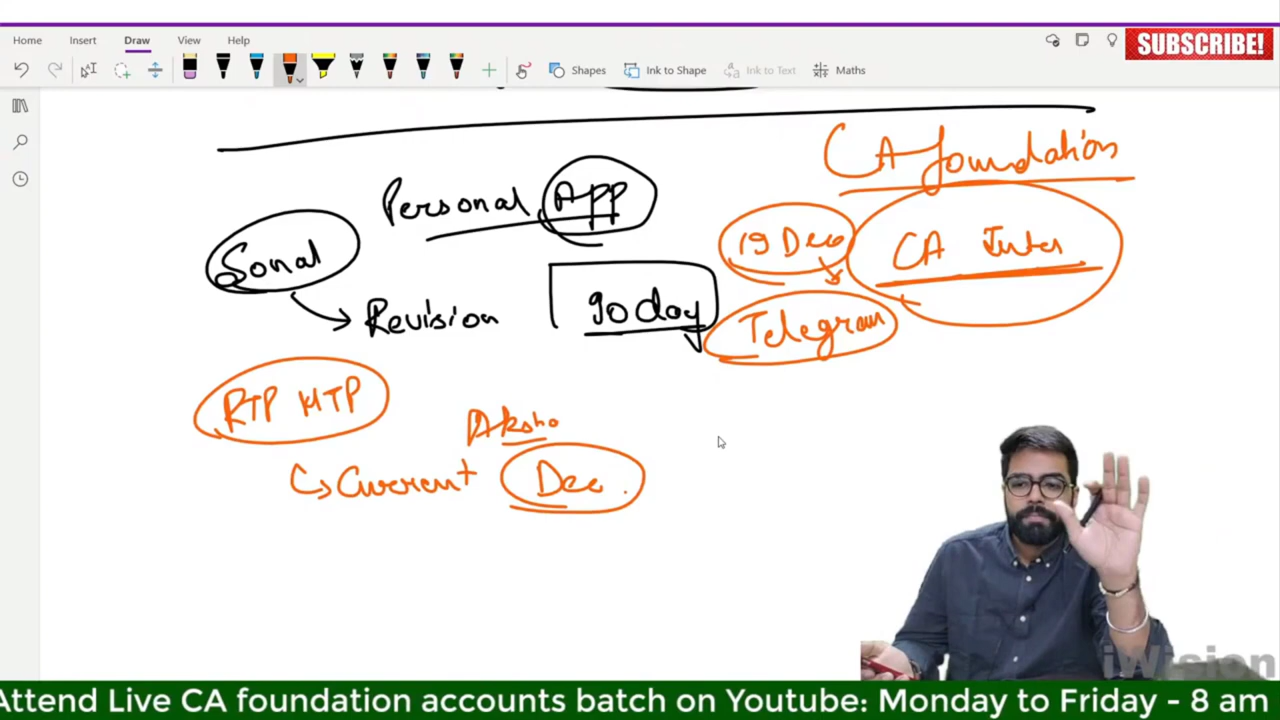 Home Insert Draw View Help
SUBSCRIBE!
Shapes Ink to Shape Ink to Text Maths
CA foundation
Personal App
19 Dec CA Inter
Sonal
Revision 90 day Telegram
RTP MTP
Aksho
Current Dec.
iWision
Attend Live CA foundation accounts batch on Youtube: Monday to Friday - 8 am